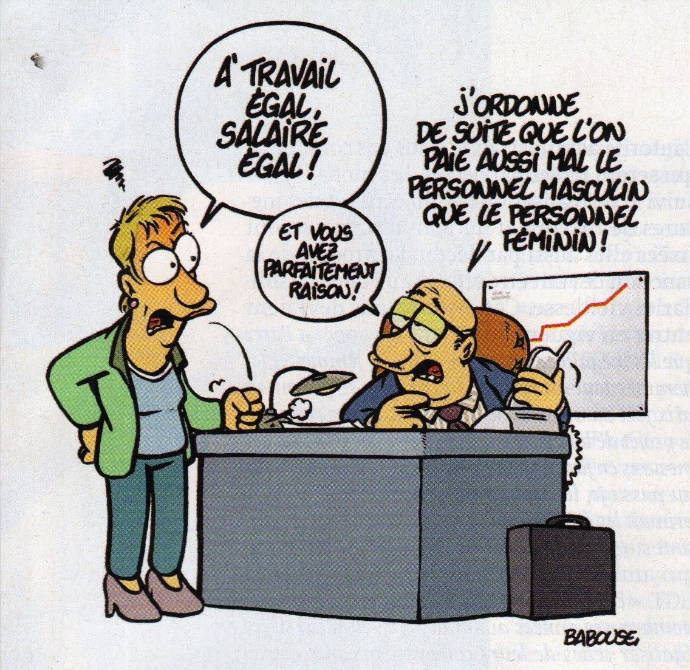 A' TRAVAIL
ÉGAL,
SALAIRE
ÉGAL!
ET VOUS
AVEZ
PARFAITEMENT
RAISON!
J'ORDONNE
DE SUITE QUE L'ON
PAIE AUSSI MAL LE
PERSONNEL MASCULIN
QUE LE PERSONNEL
FÉMININ!
BABOUSE